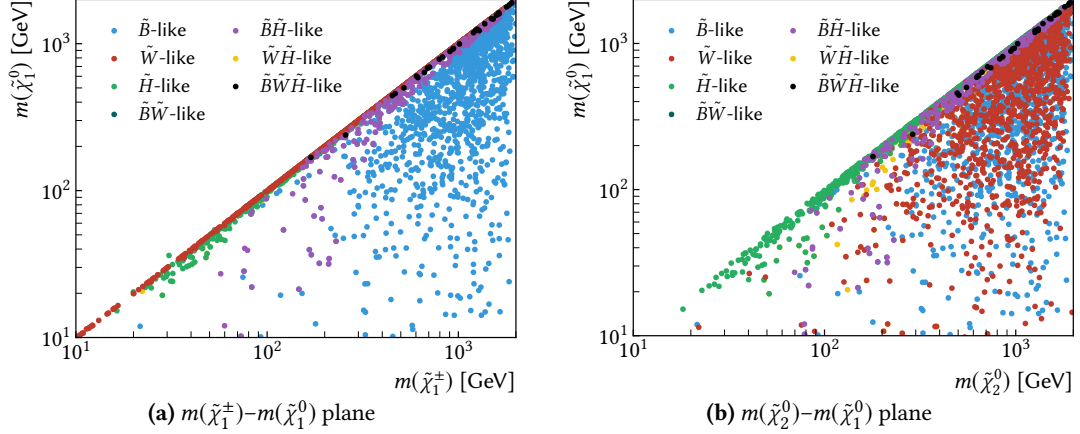 m(χ̃₁⁰) [GeV]
10³
10²
10¹
B̃-like
W̃-like
H̃-like
B̃W̃-like
B̃H̃-like
W̃H̃-like
B̃W̃H̃-like
10¹ 10² 10³
m(χ̃₁±) [GeV]
(a) m(χ̃₁±)–m(χ̃₁⁰) plane
m(χ̃₁⁰) [GeV]
10³
10²
10¹
B̃-like
W̃-like
H̃-like
B̃W̃-like
B̃H̃-like
W̃H̃-like
B̃W̃H̃-like
10¹ 10² 10³
m(χ̃₂⁰) [GeV]
(b) m(χ̃₂⁰)–m(χ̃₁⁰) plane